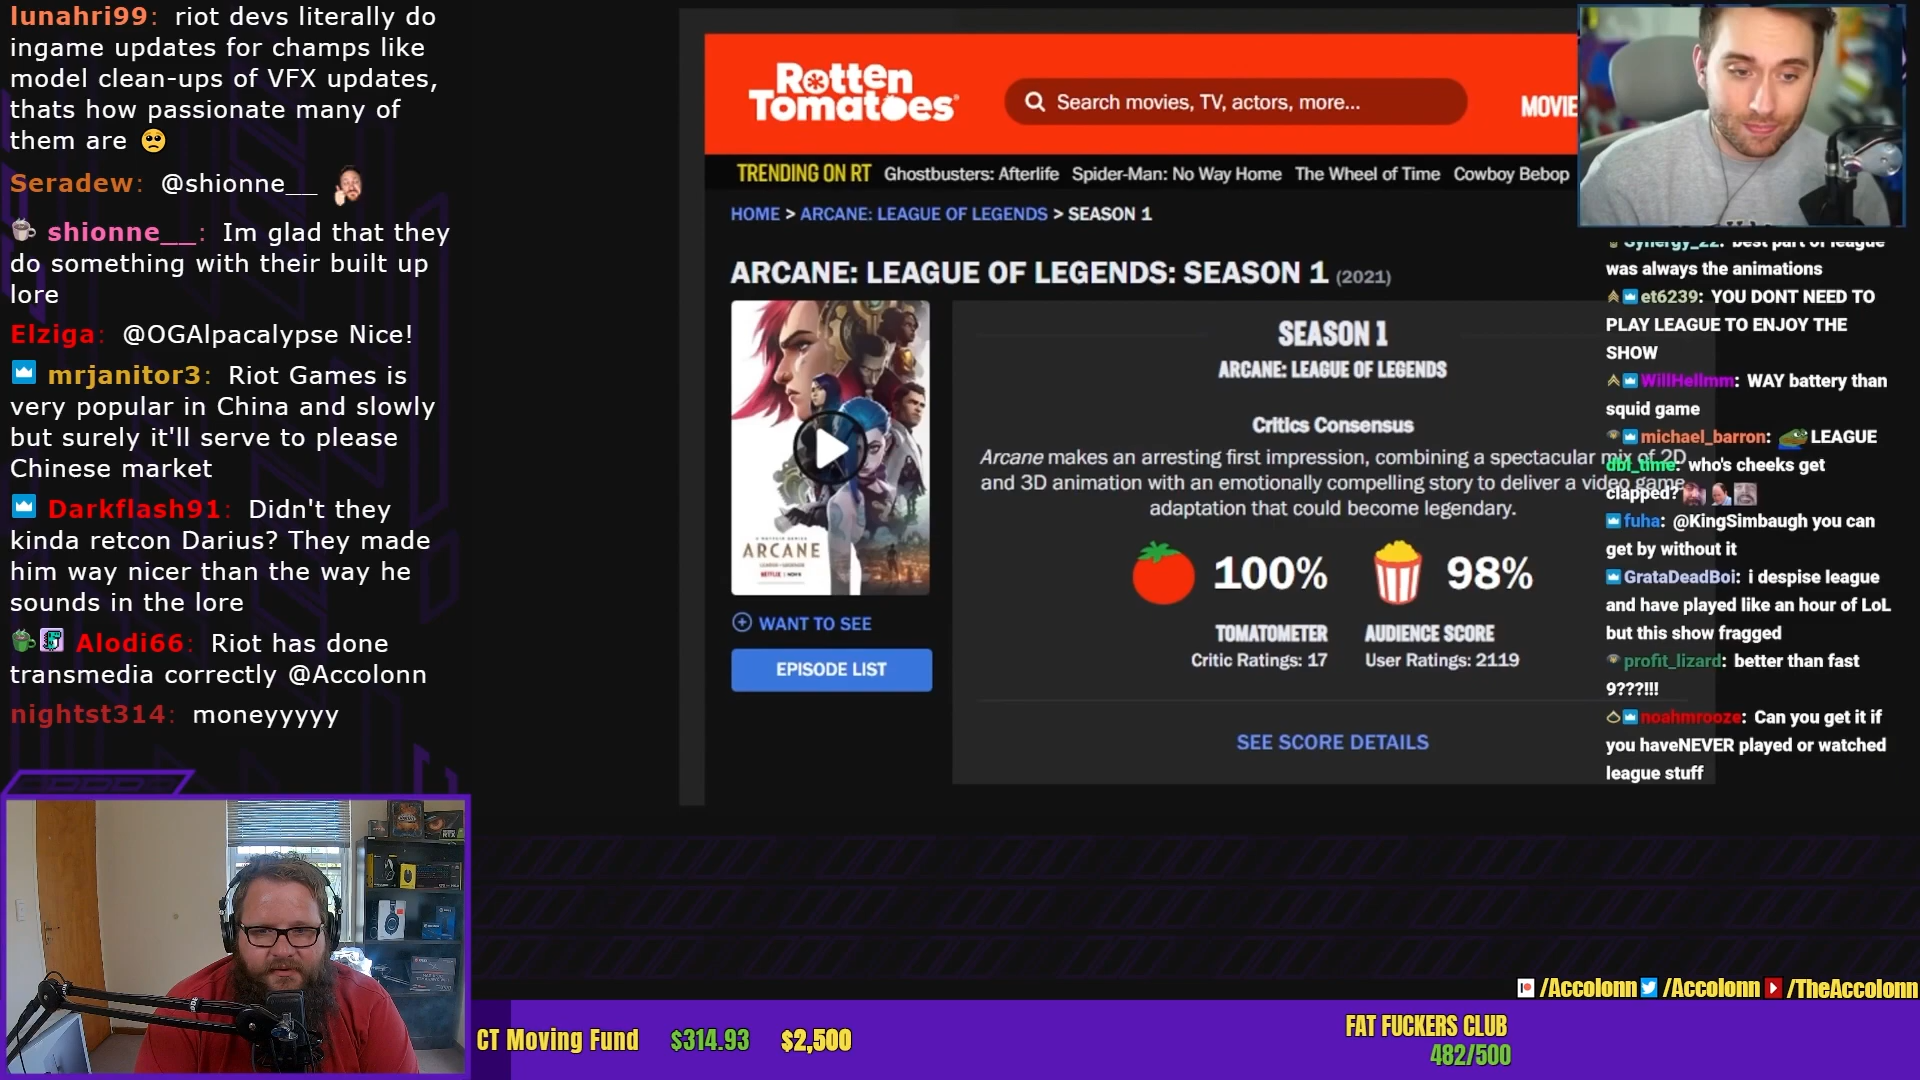 lunahri99: riot devs literally do
ingame updates for champs like
model clean-ups of VFX updates,
thats how passionate many of
them are
Seradew: @shionne__
shionne__: Im glad that they
do something with their built up
lore
Elziga: @OGAlpacalypse Nice!
mrjanitor3: Riot Games is
very popular in China and slowly
but surely it'll serve to please
Chinese market
Darkflash91: Didn't they
kinda retcon Darius? They made
him way nicer than the way he
sounds in the lore
Alodi66: Riot has done
transmedia correctly @Accolonn
nightst314: moneyyyyy
Rotten
Tomatoes
Search movies, TV, actors, more...
MOVIE
TRENDING ON RT Ghostbusters: Afterlife Spider-Man: No Way Home The Wheel of Time Cowboy Bebop
HOME > ARCANE: LEAGUE OF LEGENDS > SEASON 1
ARCANE: LEAGUE OF LEGENDS: SEASON 1 (2021)
ARCANE
WANT TO SEE
EPISODE LIST
SEASON 1
ARCANE: LEAGUE OF LEGENDS
Critics Consensus
Arcane makes an arresting first impression, combining a spectacular mix of 2D
and 3D animation with an emotionally compelling story to deliver a video game
adaptation that could become legendary.
100% 98%
TOMATOMETER AUDIENCE SCORE
Critic Ratings: 17 User Ratings: 2119
SEE SCORE DETAILS
Synergy_22: best part of league
was always the animations
et6239: YOU DONT NEED TO
PLAY LEAGUE TO ENJOY THE
SHOW
WillHellmm: WAY battery than
squid game
michael_barron: LEAGUE
dbl_time: who's cheeks get
clapped?
fuha: @KingSimbaugh you can
get by without it
GrataDeadBoi: i despise league
and have played like an hour of LoL
but this show fragged
profit_lizard: better than fast
9???!!!
noahmrooze: Can you get it if
you haveNEVER played or watched
league stuff
/Accolonn /Accolonn /TheAccolonn
CT Moving Fund $314.93 $2,500
FAT FUCKERS CLUB
482/500